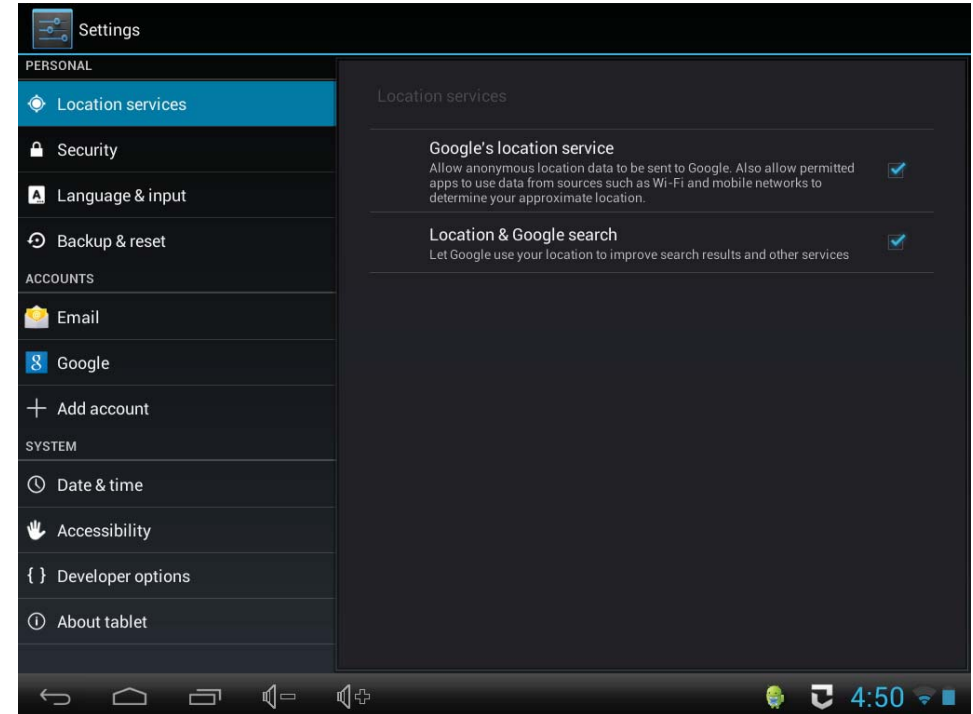 Settings
PERSONAL
Location services
Security
Language & input
Backup & reset
ACCOUNTS
Email
Google
Add account
SYSTEM
Date & time
Accessibility
Developer options
About tablet
Location services
Google's location service
Allow anonymous location data to be sent to Google. Also allow permitted
apps to use data from sources such as Wi-Fi and mobile networks to
determine your approximate location.
Location & Google search
Let Google use your location to improve search results and other services
4:50